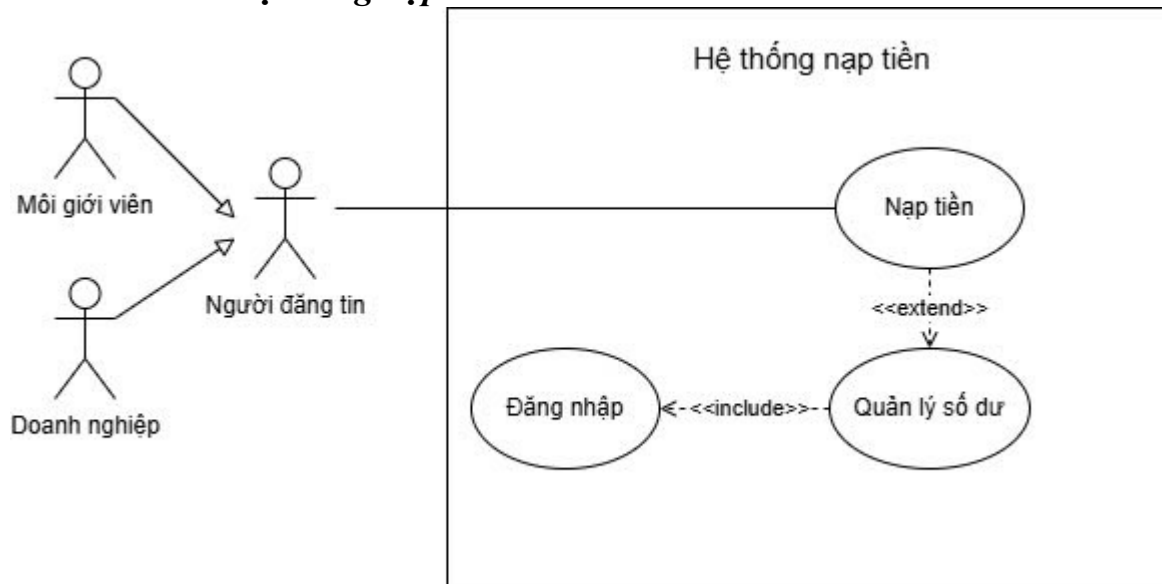 Hệ thống nạp tiền
Môi giới viên
Nạp tiền
Người đăng tin
<<extend>>
Doanh nghiệp
Đăng nhập
<<include>>
Quản lý số dư